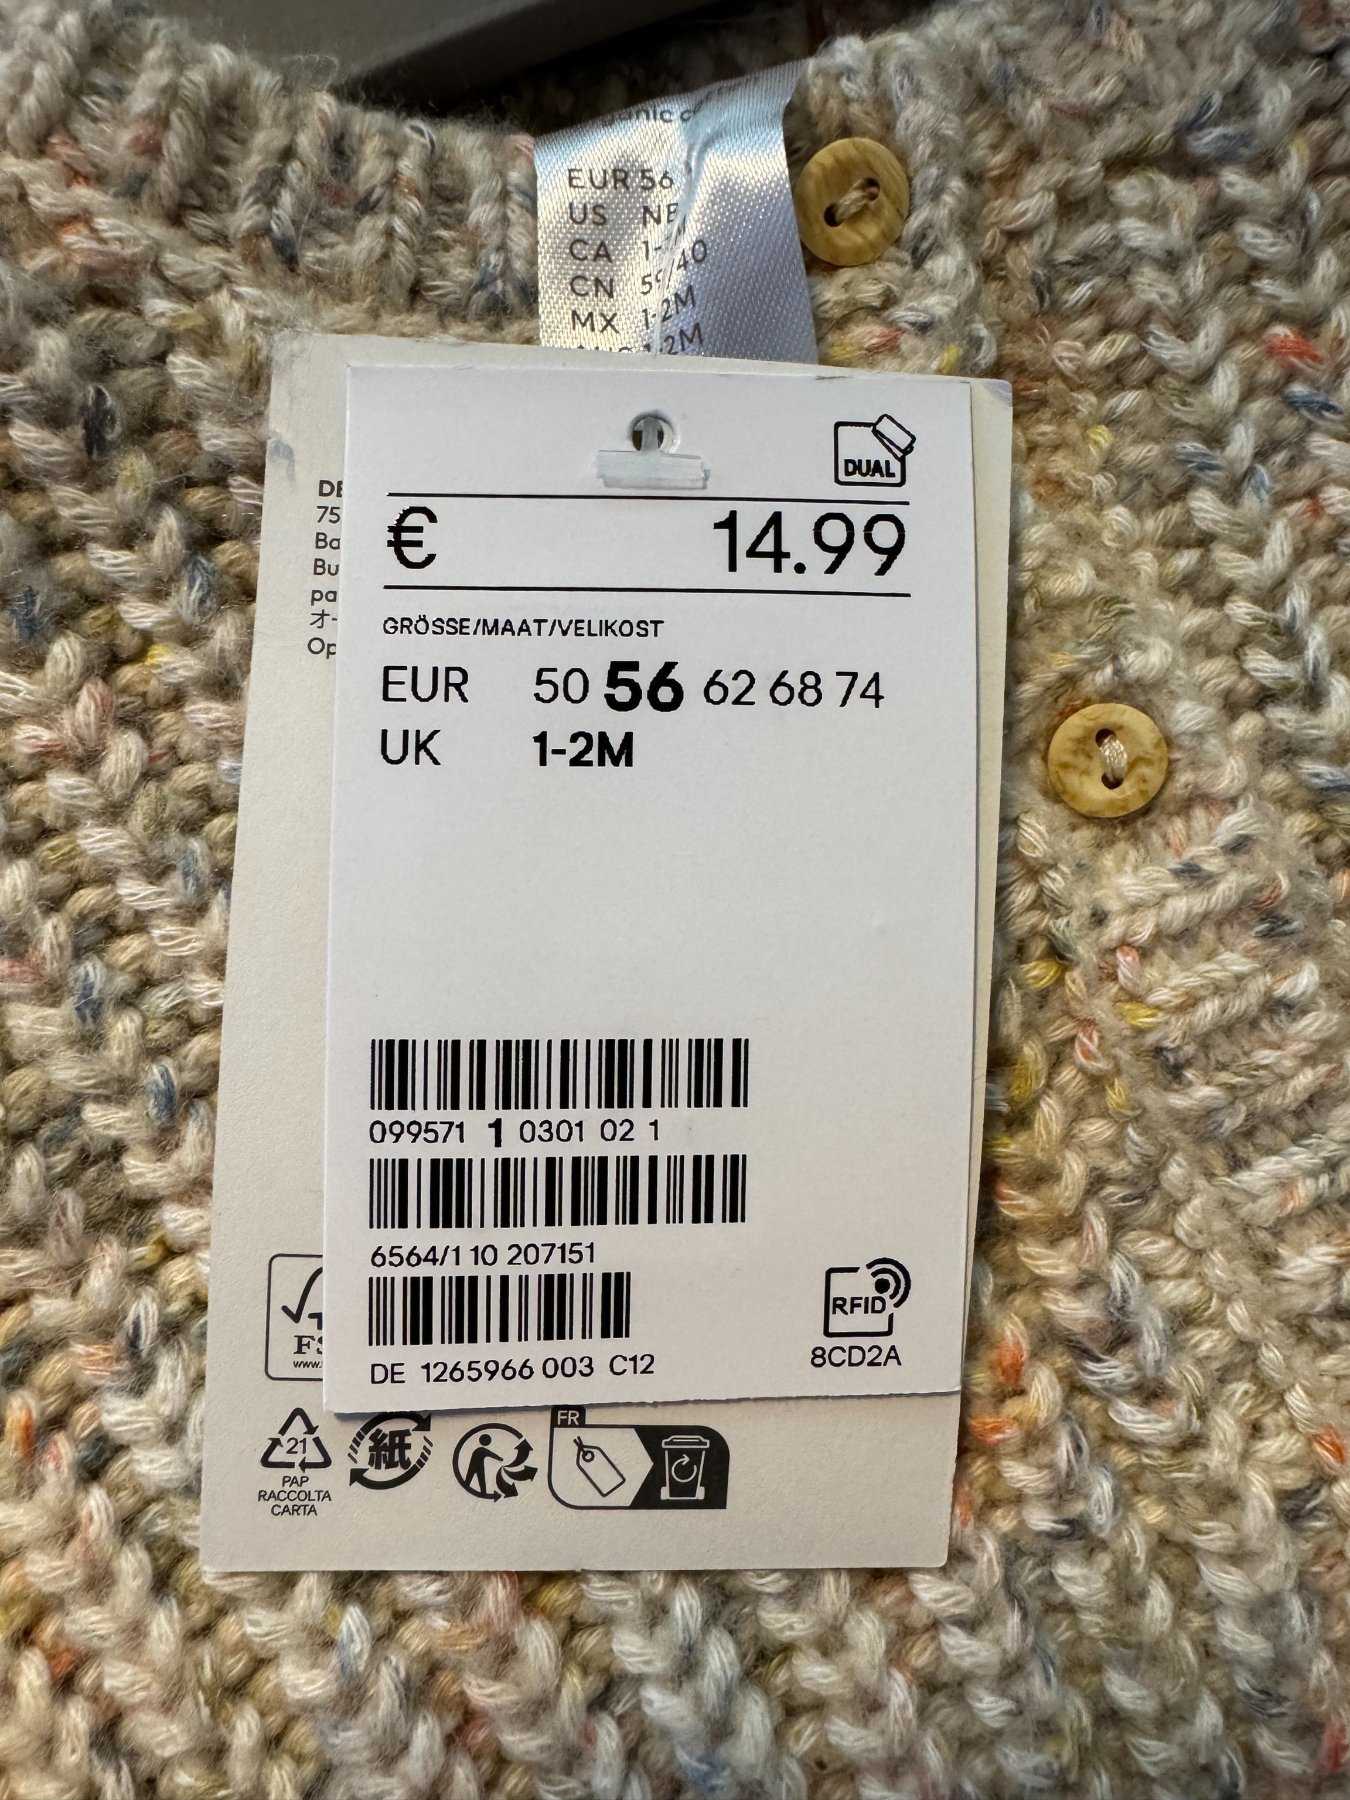 EUR 56
US
CA
CN
MX
1-2M
DUAL
€ 14.99
GRÖSSE/MAAT/VELIKOST
EUR 50 56 62 68 74
UK 1-2M
099571 1 0301 02 1
6564/1 10 207151
DE 1265966 003 C12
RFID
8CD2A
75
21
PAP
RACCOLTA
CARTA
紙
FR